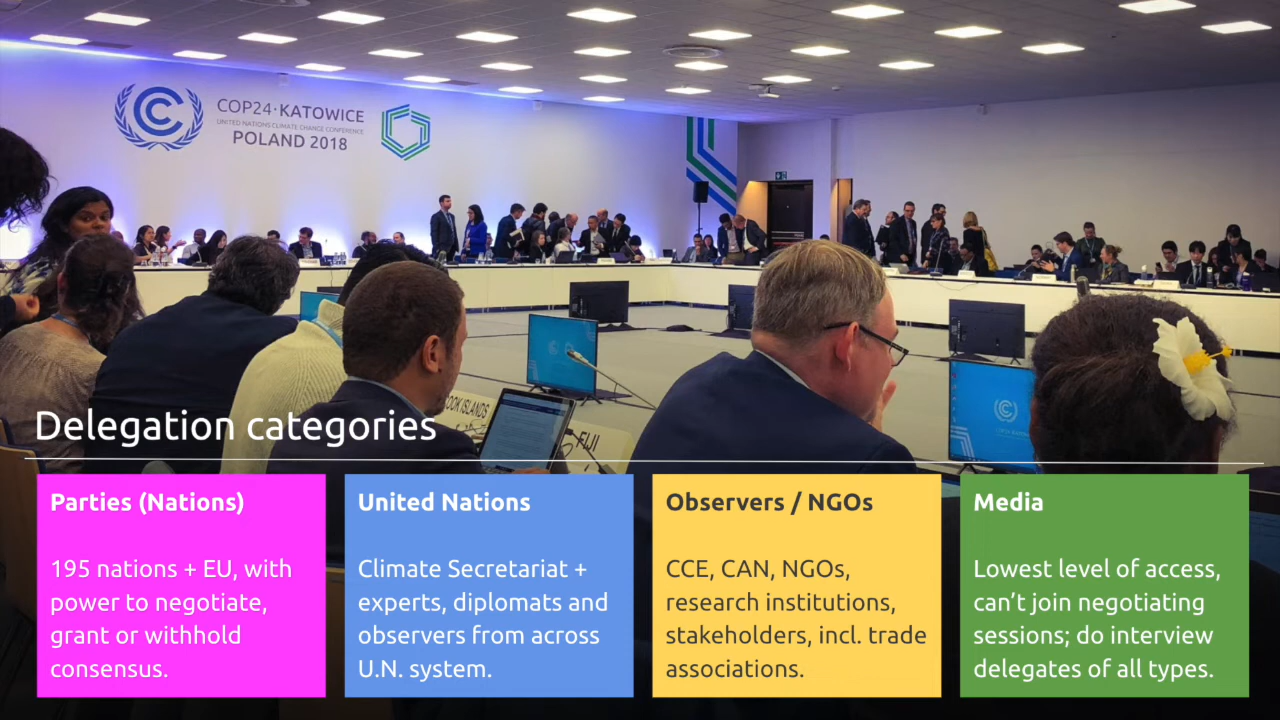 COP24·KATOWICE
UNITED NATIONS CLIMATE CHANGE CONFERENCE
POLAND 2018
COOK ISLANDS
FIJI
Delegation categories
Parties (Nations)
195 nations + EU, with
power to negotiate,
grant or withhold
consensus.
United Nations
Climate Secretariat +
experts, diplomats and
observers from across
U.N. system.
Observers / NGOs
CCE, CAN, NGOs,
research institutions,
stakeholders, incl. trade
associations.
Media
Lowest level of access,
can’t join negotiating
sessions; do interview
delegates of all types.